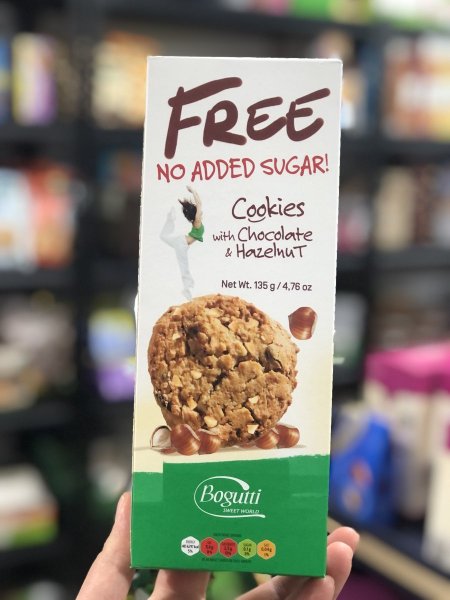 FREE
NO ADDED SUGAR!
Cookies
with Chocolate
& Hazelnut
Net Wt. 135 g / 4,76 oz
Bogutti
SWEET WORLD